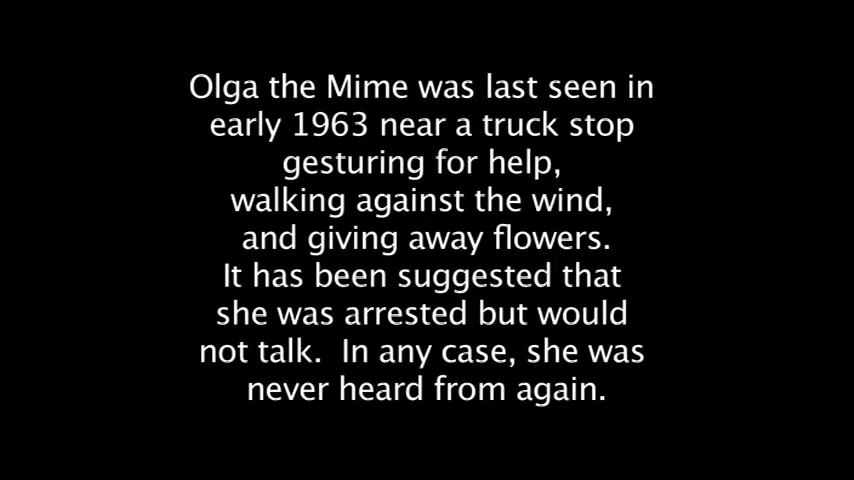 Olga the Mime was last seen in
early 1963 near a truck stop
gesturing for help,
walking against the wind,
and giving away flowers.
It has been suggested that
she was arrested but would
not talk.  In any case, she was
never heard from again.